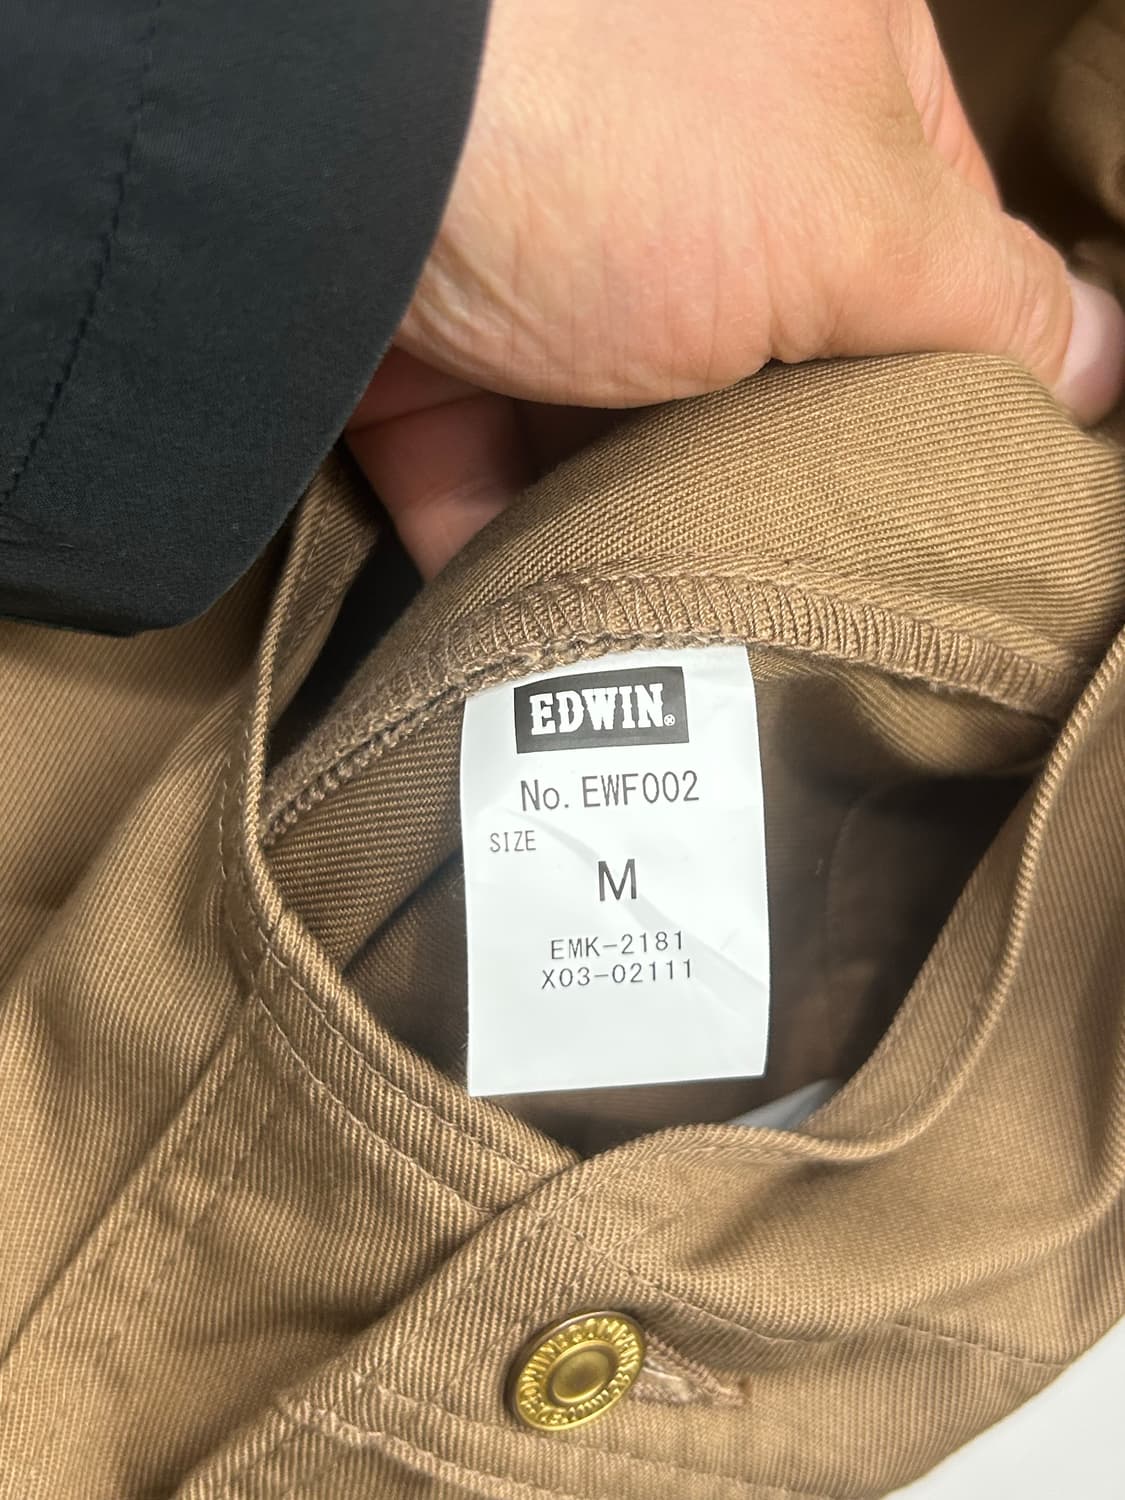 EDWIN®
No. EWF002
SIZE
M
EMK-2181
X03-02111